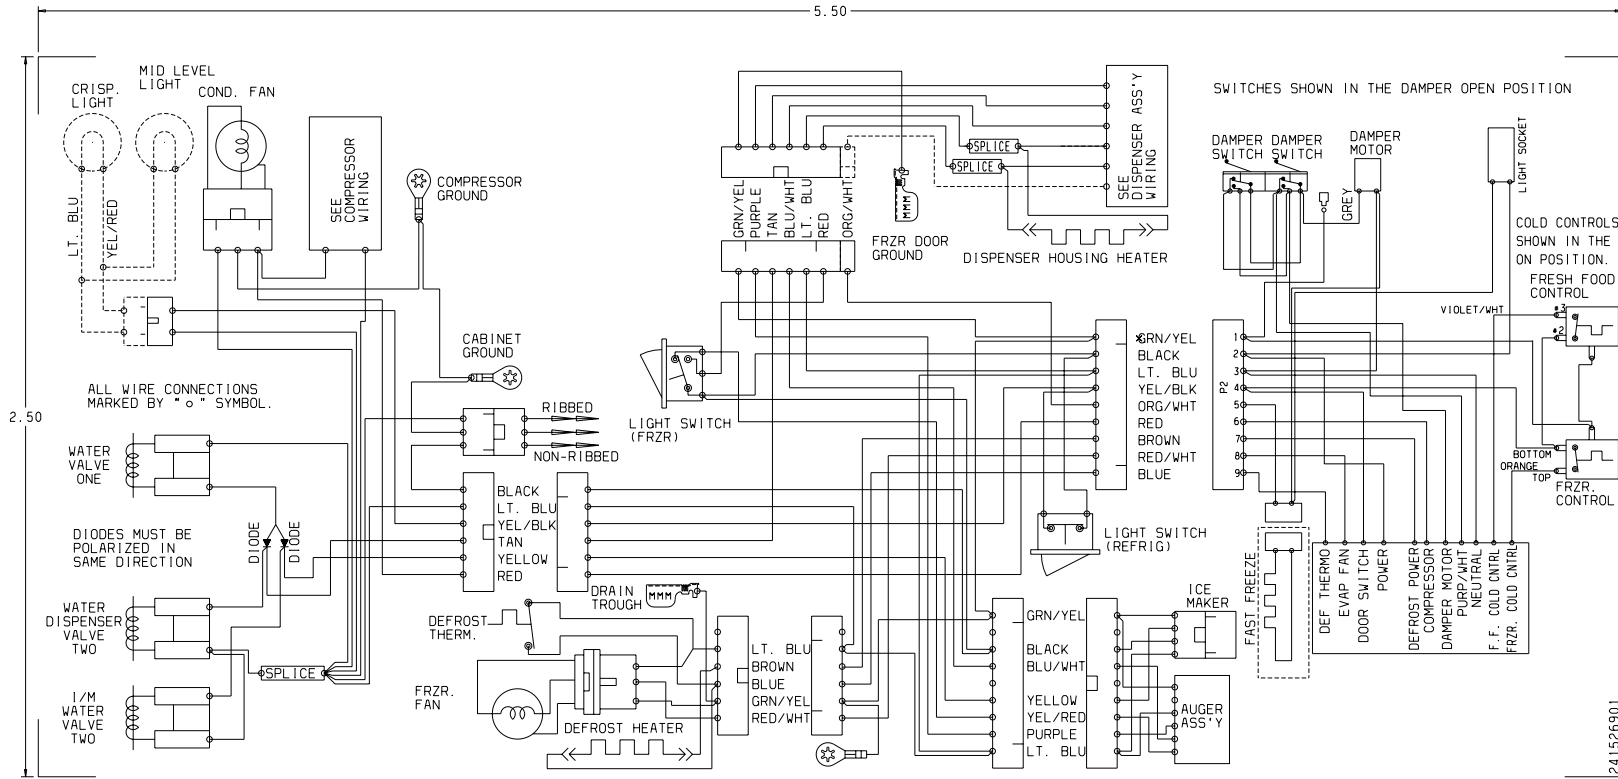 5.50
2.50
CRISP.
LIGHT
MID LEVEL
LIGHT
COND. FAN
LT. BLU
YEL/RED
SEE
COMPRESSOR
WIRING
COMPRESSOR
GROUND
CABINET
GROUND
ALL WIRE CONNECTIONS
MARKED BY " o " SYMBOL.
WATER
VALVE
ONE
DIODES MUST BE
POLARIZED IN
SAME DIRECTION
DIODE
DIODE
WATER
DISPENSER
VALVE
TWO
I/M
WATER
VALVE
TWO
SPLICE
RIBBED
NON-RIBBED
BLACK
LT. BLU
YEL/BLK
TAN
YELLOW
RED
DRAIN
TROUGH
DEFROST
THERM.
FRZR.
FAN
DEFROST HEATER
LT. BLU
BROWN
BLUE
GRN/YEL
RED/WHT
GRN/YEL
PURPLE
TAN
BLU/WHT
LT. BLU
RED
ORG/WHT
FRZR DOOR
GROUND
SPLICE
SPLICE
SEE
DISPENSER ASS'Y
WIRING
DISPENSER HOUSING HEATER
LIGHT SWITCH
(FRZR)
GRN/YEL
BLACK
LT. BLU
YEL/BLK
ORG/WHT
RED
BROWN
RED/WHT
BLUE
P2
1
2
3
4
5
6
7
8
9
LIGHT SWITCH
(REFRIG)
GRN/YEL
BLACK
BLU/WHT
YELLOW
YEL/RED
PURPLE
LT. BLU
ICE
MAKER
AUGER
ASS'Y
SWITCHES SHOWN IN THE DAMPER OPEN POSITION
DAMPER
SWITCH
DAMPER
SWITCH
DAMPER
MOTOR
GREY
LIGHT SOCKET
COLD CONTROLS
SHOWN IN THE
ON POSITION.
FRESH FOOD
CONTROL
VIOLET/WHT
#3
#2
BOTTOM
ORANGE
TOP
FRZR.
CONTROL
FAST FREEZE
DEF THERMO
EVAP FAN
DOOR SWITCH
POWER
DEFROST POWER
COMPRESSOR
DAMPER MOTOR
PURP/WHT
NEUTRAL
F.F. COLD CNTRL
FRZR. COLD CNTRL
241526901